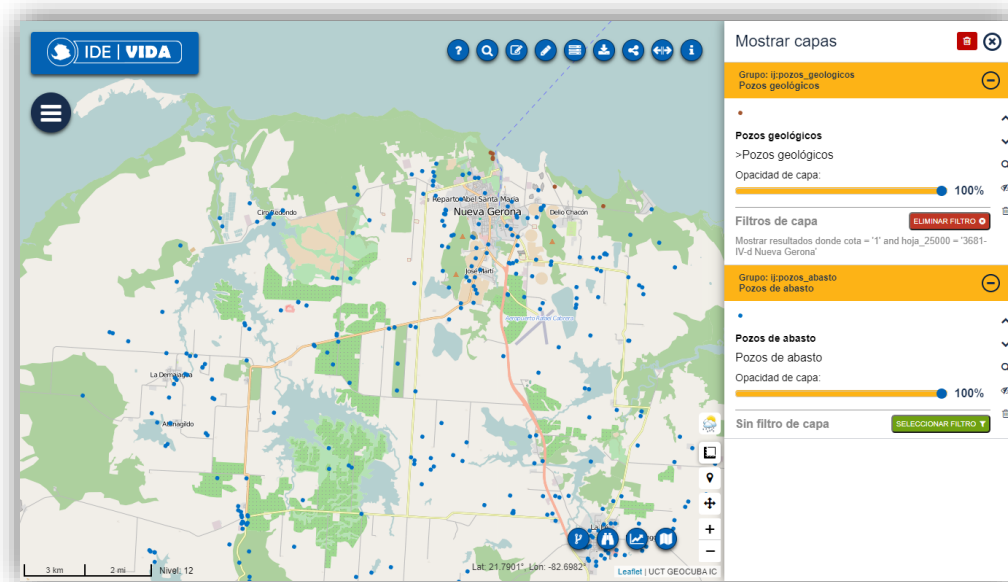 IDE | VIDA
Mostrar capas
Grupo: ij:pozos_geologicos
Pozos geológicos
Pozos geológicos
>Pozos geológicos
Opacidad de capa:
100%
Filtros de capa
ELIMINAR FILTRO
Mostrar resultados donde cota = '1' and hoja_25000 = '3681-
IV-d Nueva Gerona'
Grupo: ij:pozos_abasto
Pozos de abasto
Pozos de abasto
Pozos de abasto
Opacidad de capa:
100%
Sin filtro de capa
SELECCIONAR FILTRO
Reparto Abel Santa María
Nueva Gerona
Delio Chacón
Ciro Redondo
José Martí
Aeropuerto Rafael Cabrera
La Demajagua
Atanagildo
3 km
2 mi
Nivel: 12
Lat: 21.7901°, Lon: -82.6982°
Leaflet | UCT GEOCUBA IC